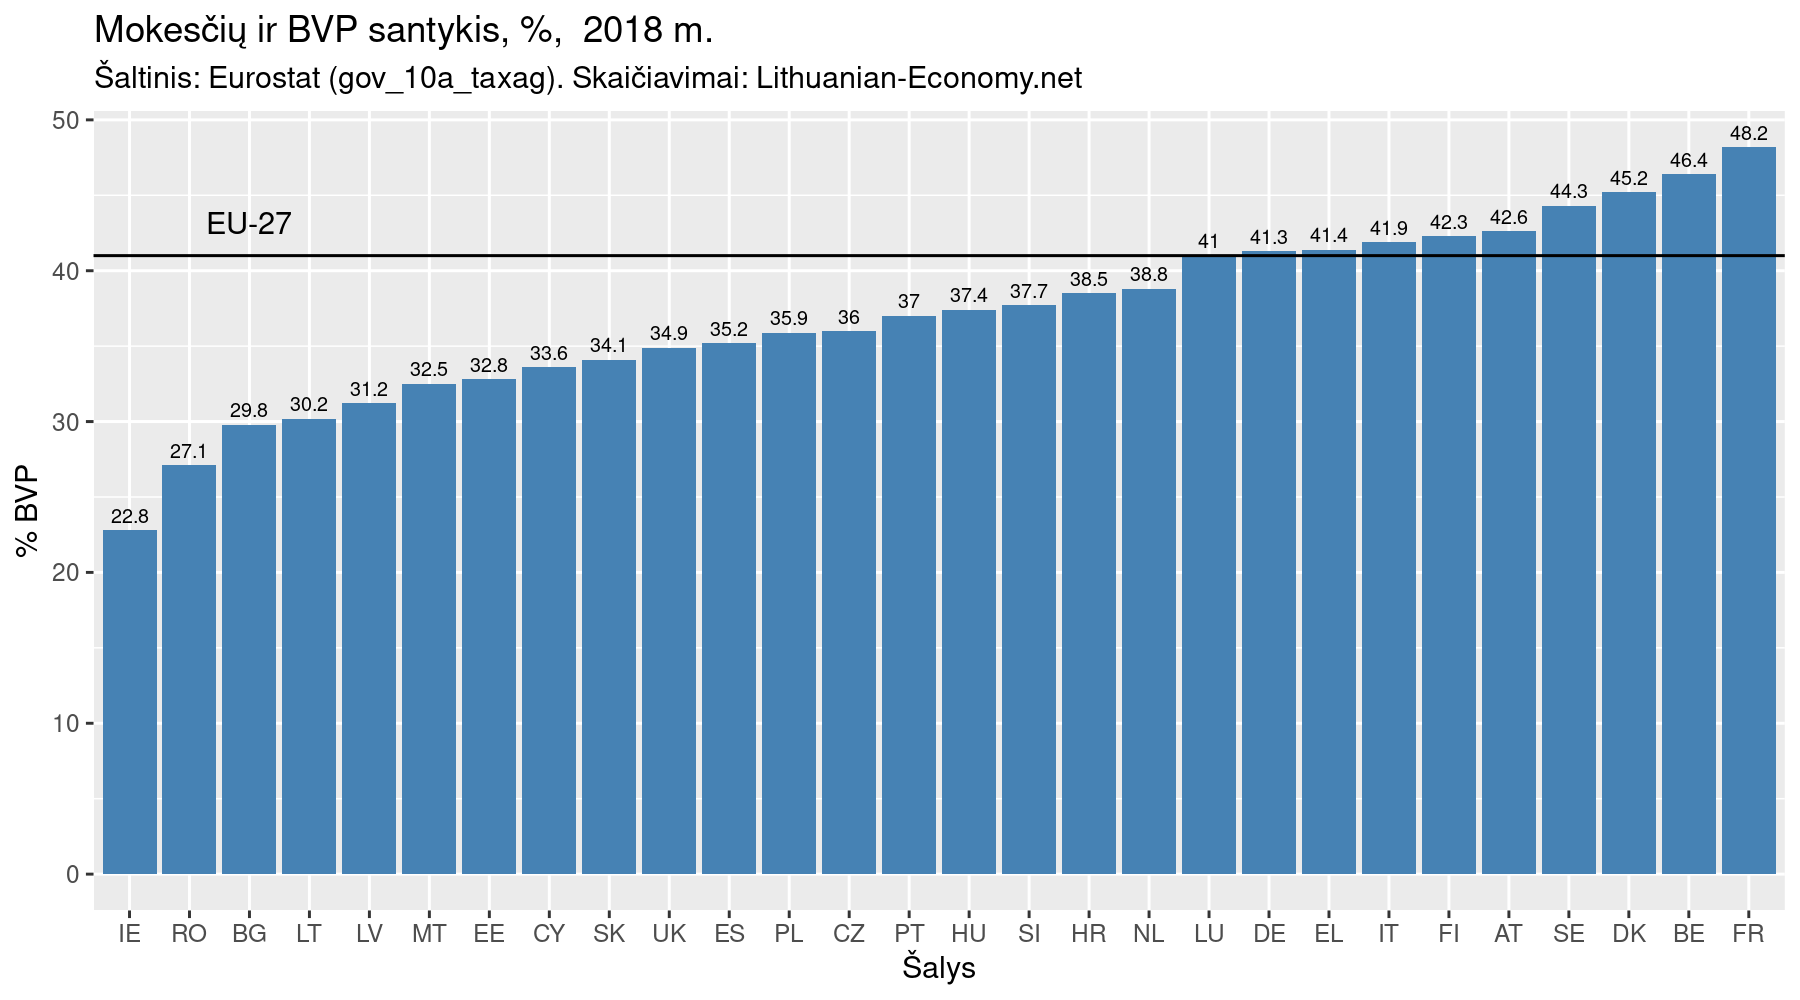 Mokesčių ir BVP santykis, %,  2018 m.
Šaltinis: Eurostat (gov_10a_taxag). Skaičiavimai: Lithuanian-Economy.net
% BVP
50
40
30
20
10
0
EU-27
22.8 27.1 29.8 30.2 31.2 32.5 32.8 33.6 34.1 34.9 35.2 35.9 36 37 37.4 37.7 38.5 38.8 41 41.3 41.4 41.9 42.3 42.6 44.3 45.2 46.4 48.2
IE RO BG LT LV MT EE CY SK UK ES PL CZ PT HU SI HR NL LU DE EL IT FI AT SE DK BE FR
Šalys